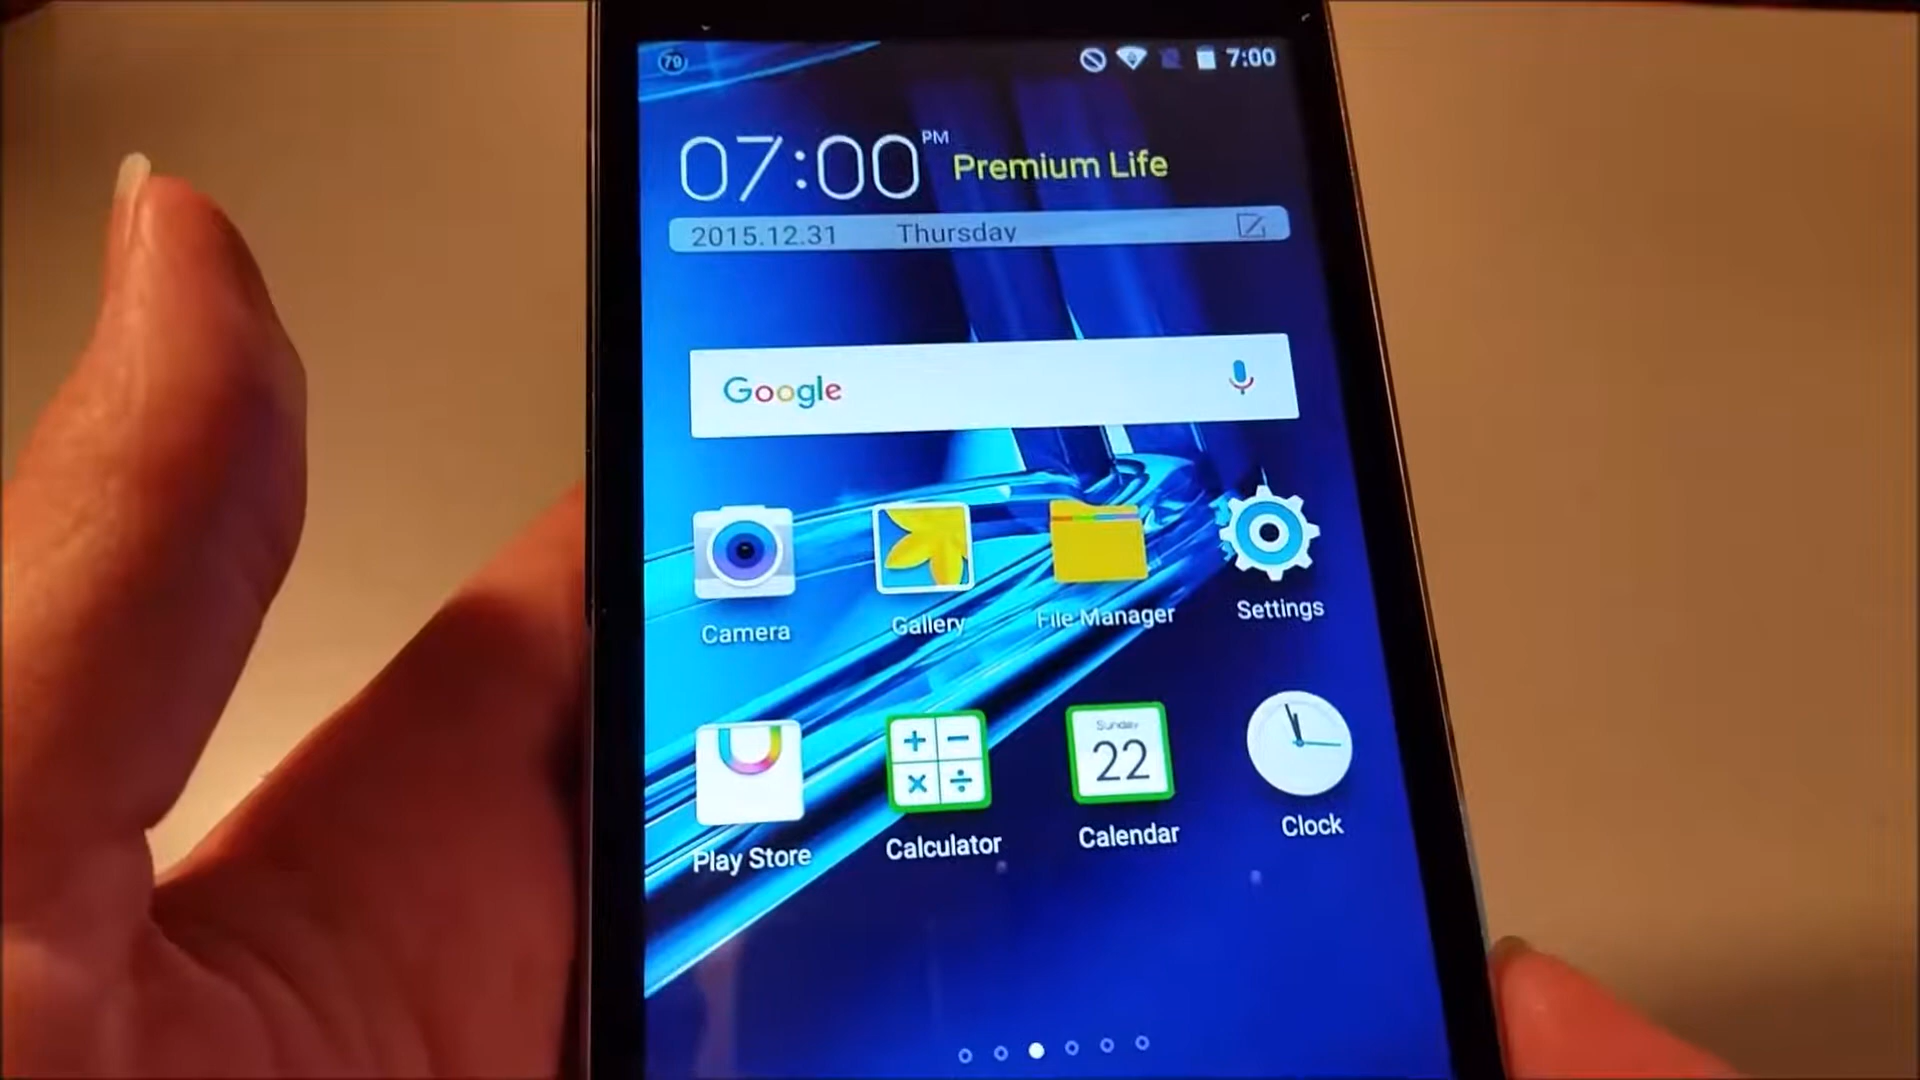 79
7:00
07:00 PM
Premium Life
2015.12.31 Thursday
Google
Camera
Gallery
File Manager
Settings
Sunday
22
Play Store
Calculator
Calendar
Clock